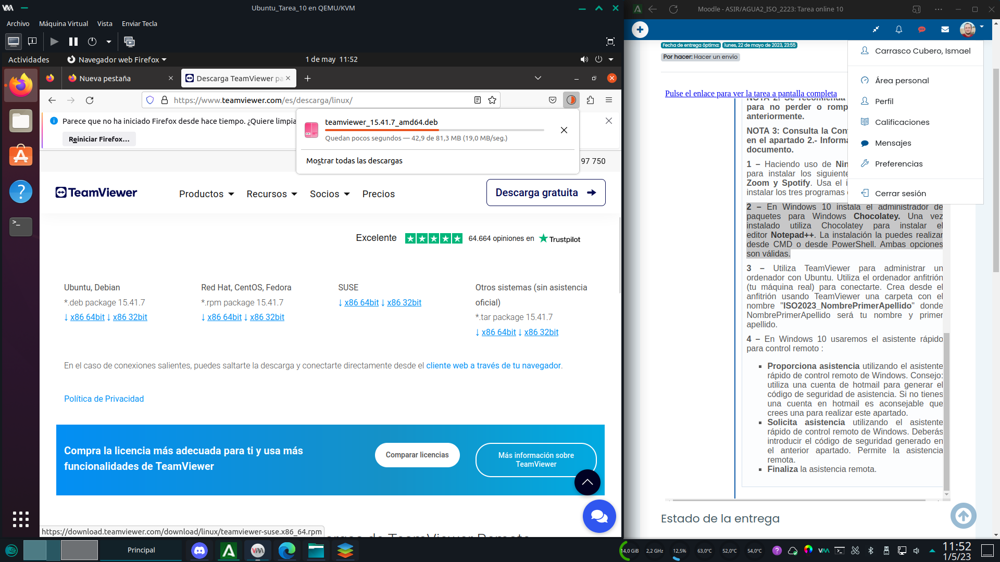 Ubuntu_Tarea_10 en QEMU/KVM
Archivo Máquina Virtual Vista Enviar Tecla
Actividades Navegador web Firefox 1 de may 11:52
Nueva pestaña
Descarga TeamViewer pa
https://www.teamviewer.com/es/descarga/linux/
Parece que no ha iniciado Firefox desde hace tiempo. ¿Quiere limpia
Reiniciar Firefox...
teamviewer_15.41.7_amd64.deb
Quedan pocos segundos — 42,9 de 81,3 MB (19,0 MB/seg.)
Mostrar todas las descargas
97 750
TeamViewer
Productos Recursos Socios Precios
Descarga gratuita
Excelente 64.664 opiniones en Trustpilot
Ubuntu, Debian
*.deb package 15.41.7
↓ x86 64bit ↓ x86 32bit
Red Hat, CentOS, Fedora
*.rpm package 15.41.7
↓ x86 64bit ↓ x86 32bit
SUSE
↓ x86 64bit ↓ x86 32bit
Otros sistemas (sin asistencia
oficial)
*.tar package 15.41.7
↓ x86 64bit ↓ x86 32bit
En el caso de conexiones salientes, puedes saltarte la descarga y conectarte directamente desde el cliente web a través de tu navegador.
Política de Privacidad
Compra la licencia más adecuada para ti y usa más
funcionalidades de TeamViewer
Comparar licencias
Más información sobre
TeamViewer
https://download.teamviewer.com/download/linux/teamviewer-suse.x86_64.rpm
Moodle - ASIR/AGUA2_ISO_2223: Tarea online 10
Fecha de entrega óptima: lunes, 22 de mayo de 2023, 23:55
Por hacer: Hacer un envío
Carrasco Cubero, Ismael
Área personal
Perfil
Calificaciones
Mensajes
Preferencias
Cerrar sesión
Pulse el enlace para ver la tarea a pantalla completa
NOTA 2: Se recomienda
para no perder o romp
anteriormente.
NOTA 3: Consulta la Con
en el apartado 2.- Informa
documento.
1 – Haciendo uso de Nin
para instalar los siguiente
Zoom y Spotify. Usa el i
instalar los tres programas
2 – En Windows 10 instala el administrador de
paquetes para Windows Chocolatey. Una vez
instalado utiliza Chocolatey para instalar el
editor Notepad++. La instalación la puedes realizar
desde CMD o desde PowerShell. Ambas opciones
son válidas.
3 – Utiliza TeamViewer para administrar un
ordenador con Ubuntu. Utiliza el ordenador anfitrión
(tu máquina real) para conectarte. Crea desde el
anfitrión usando TeamViewer una carpeta con el
nombre "ISO2023_NombrePrimerApellido" donde
NombrePrimerApellido será tu nombre y primer
apellido.
4 – En Windows 10 usaremos el asistente rápido
para control remoto :
Proporciona asistencia utilizando el asistente
rápido de control remoto de Windows. Consejo:
utiliza una cuenta de hotmail para generar el
código de seguridad de asistencia. Si no tienes
una cuenta en hotmail es aconsejable que
crees una para realizar este apartado.
Solicita asistencia utilizando el asistente
rápido de control remoto de Windows. Deberás
introducir el código de seguridad generado en
el anterior apartado. Permite la asistencia
remota.
Finaliza la asistencia remota.
Estado de la entrega
Principal
14,0 GiB 2,2 GHz 12,5% 63,0°C 52,0°C 54,0°C
11:52
1/5/23